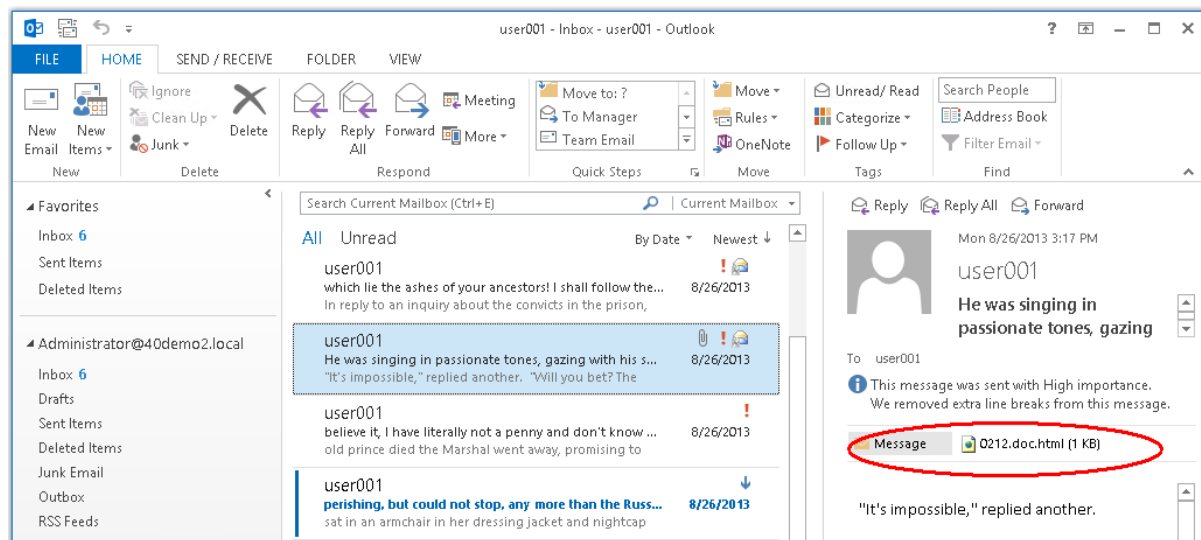 user001 - Inbox - user001 - Outlook
FILE HOME SEND / RECEIVE FOLDER VIEW
New Email
New Items
New
Ignore
Clean Up
Junk
Delete
Delete
Reply
Reply All
Forward
Meeting
More
Respond
Move to: ?
To Manager
Team Email
Quick Steps
Move
Rules
OneNote
Move
Unread/ Read
Categorize
Follow Up
Tags
Search People
Address Book
Filter Email
Find
Favorites
Inbox 6
Sent Items
Deleted Items
Administrator@40demo2.local
Inbox 6
Drafts
Sent Items
Deleted Items
Junk Email
Outbox
RSS Feeds
Search Current Mailbox (Ctrl+E) Current Mailbox
All Unread By Date Newest
user001
which lie the ashes of your ancestors! I shall follow the... 8/26/2013
In reply to an inquiry about the convicts in the prison,
user001
He was singing in passionate tones, gazing with his s... 8/26/2013
"It's impossible," replied another. "Will you bet? The
user001
believe it, I have literally not a penny and don't know ... 8/26/2013
old prince died the Marshal went away, promising to
user001
perishing, but could not stop, any more than the Russ... 8/26/2013
sat in an armchair in her dressing jacket and nightcap
Reply Reply All Forward
Mon 8/26/2013 3:17 PM
user001
He was singing in
passionate tones, gazing
To user001
This message was sent with High importance.
We removed extra line breaks from this message.
Message 0212.doc.html (1 KB)
"It's impossible," replied another.